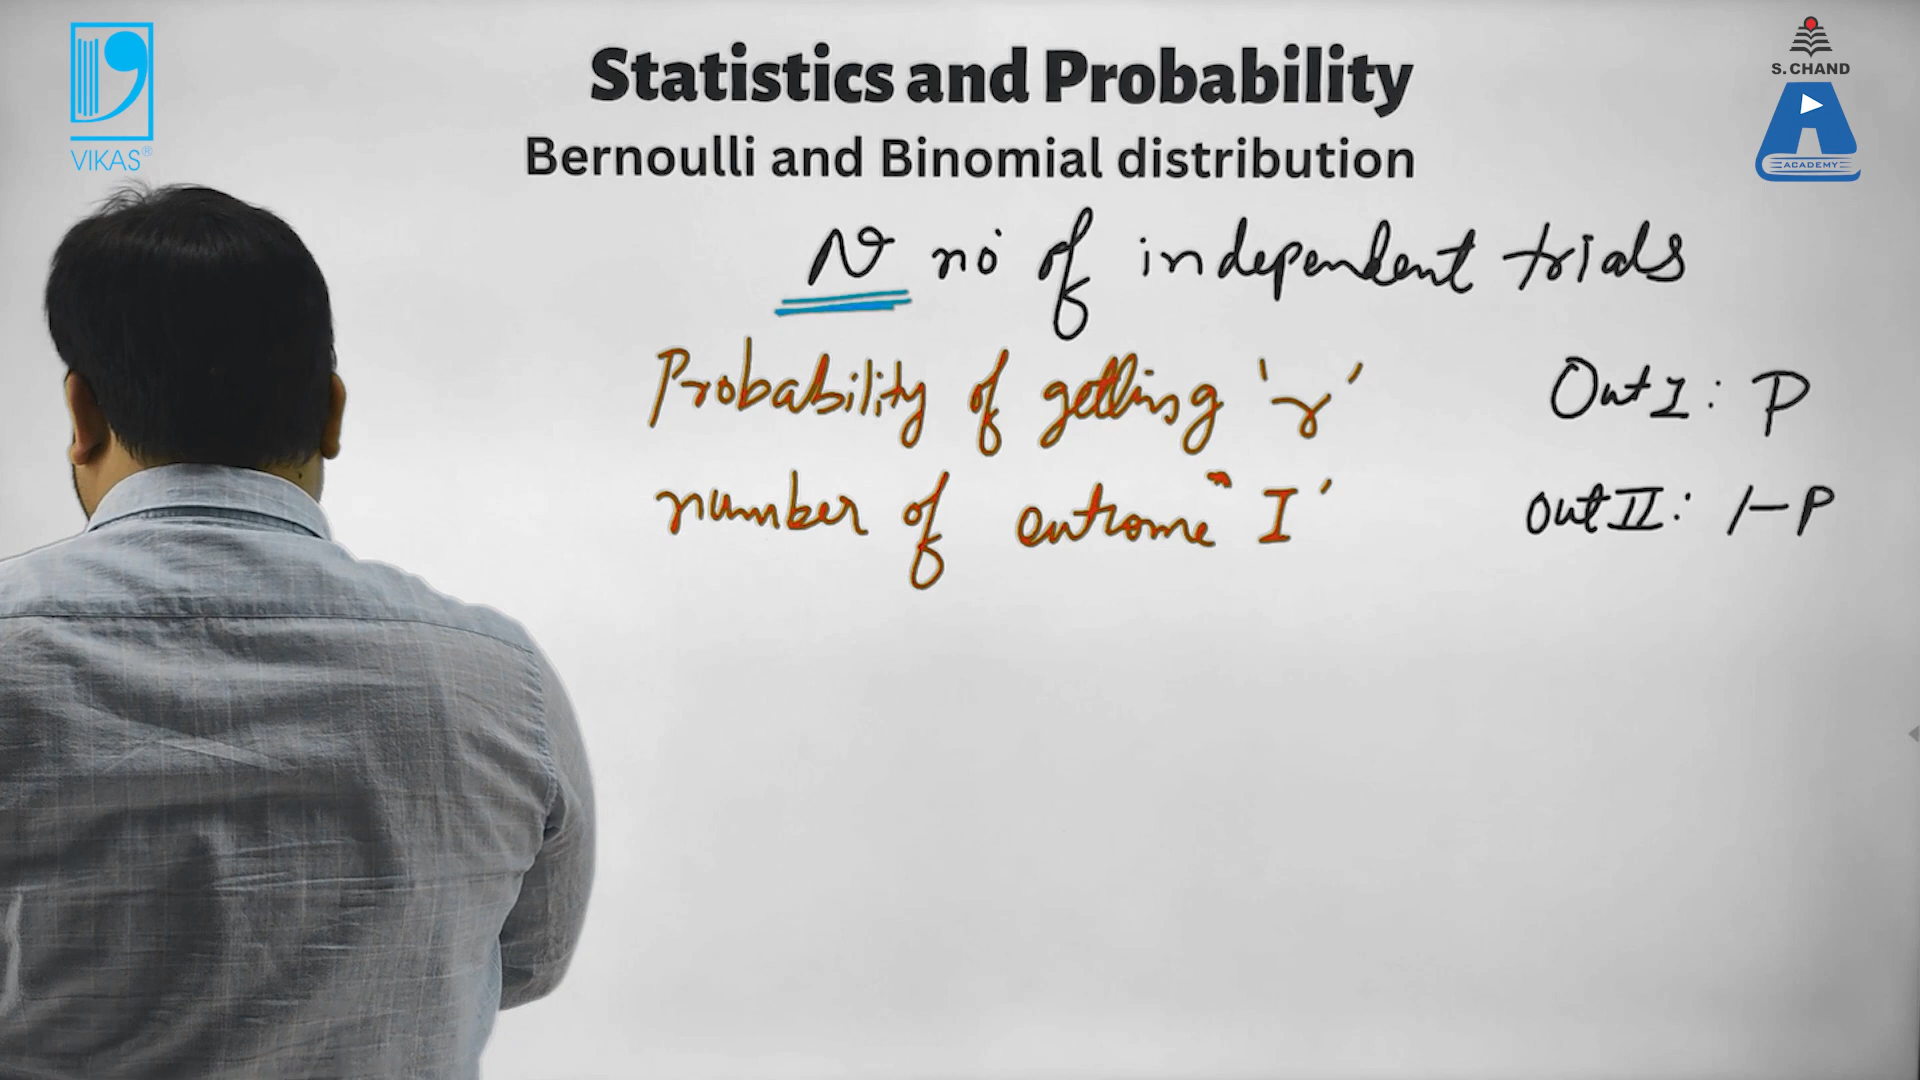 VIKAS®
S. CHAND
ACADEMY
Statistics and Probability
Bernoulli and Binomial distribution
N no of independent trials
Probability of getting 'r'
number of outcome "I'
Out I : P
Out II : 1-P